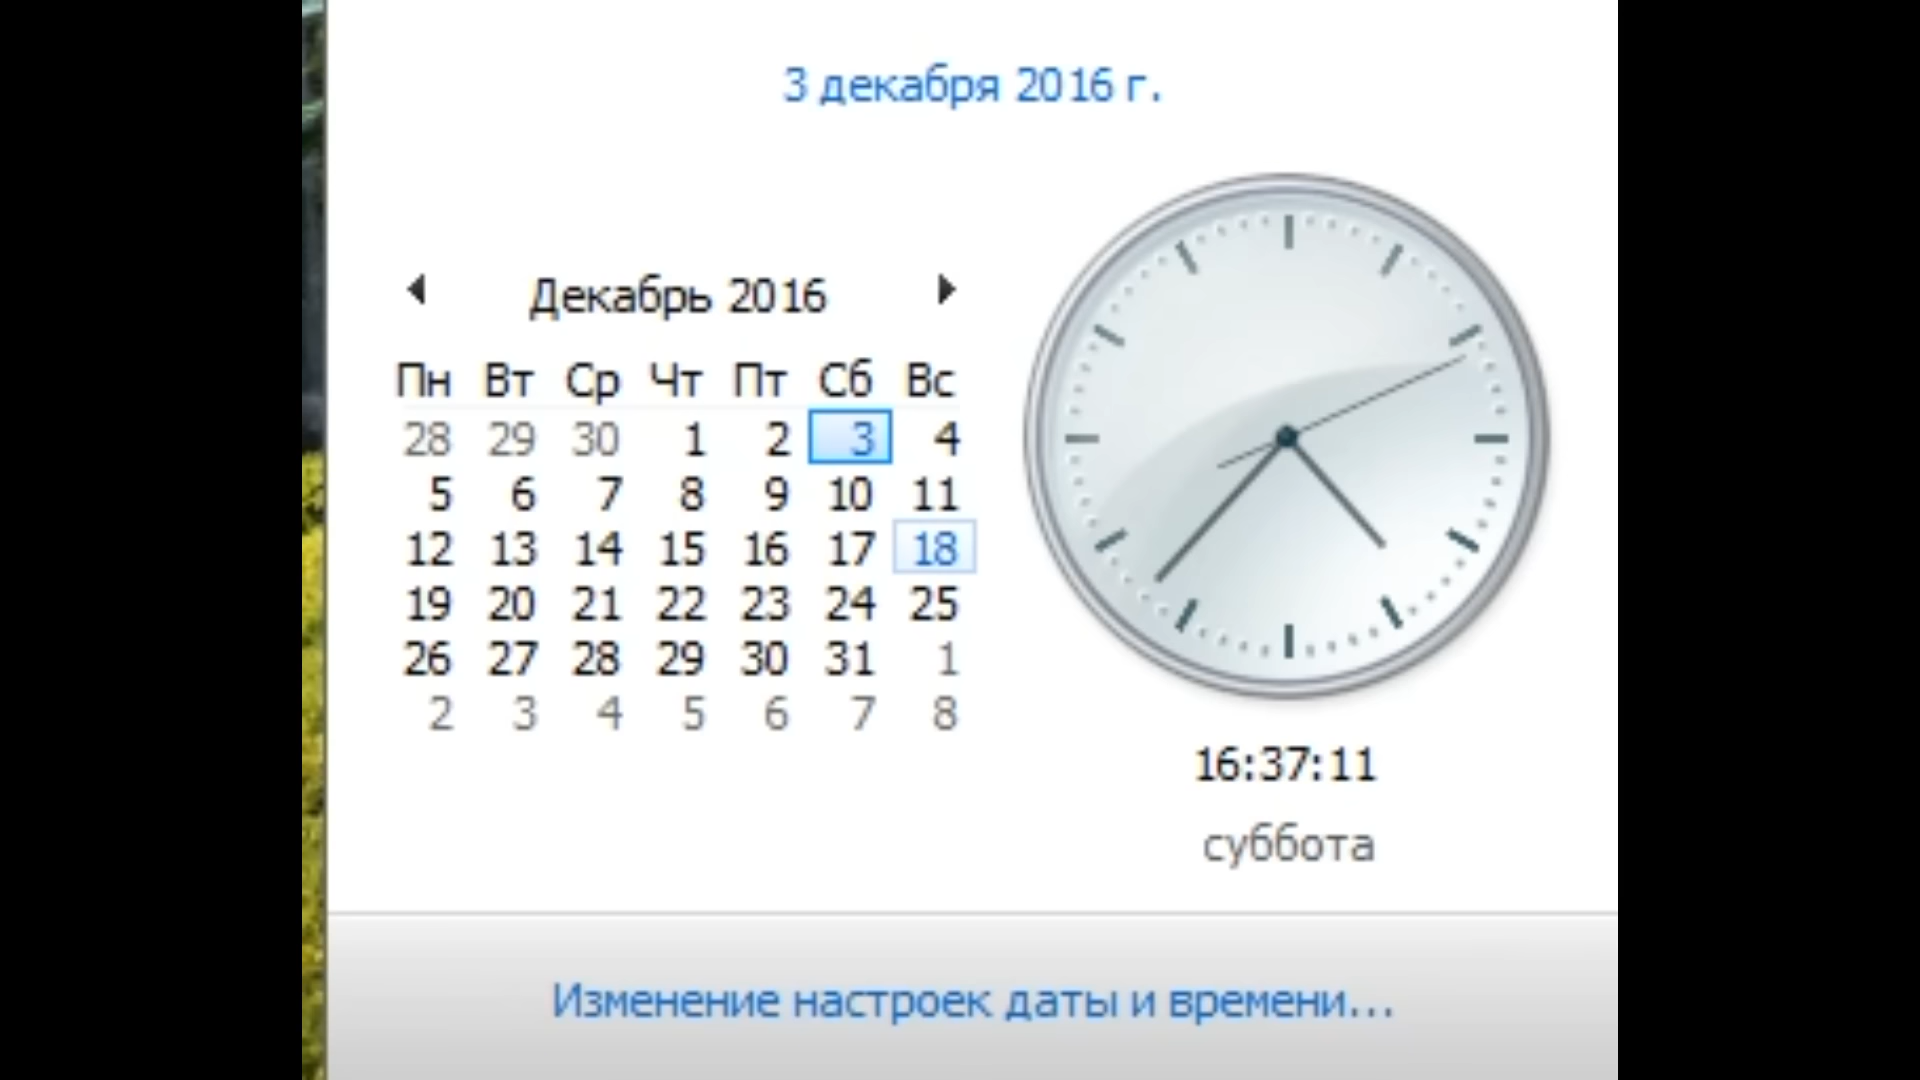 3 декабря 2016 г.
Декабрь 2016
Пн Вт Ср Чт Пт Сб Вс
28 29 30 1 2 3 4
5 6 7 8 9 10 11
12 13 14 15 16 17 18
19 20 21 22 23 24 25
26 27 28 29 30 31 1
2 3 4 5 6 7 8
16:37:11
суббота
Изменение настроек даты и времени...